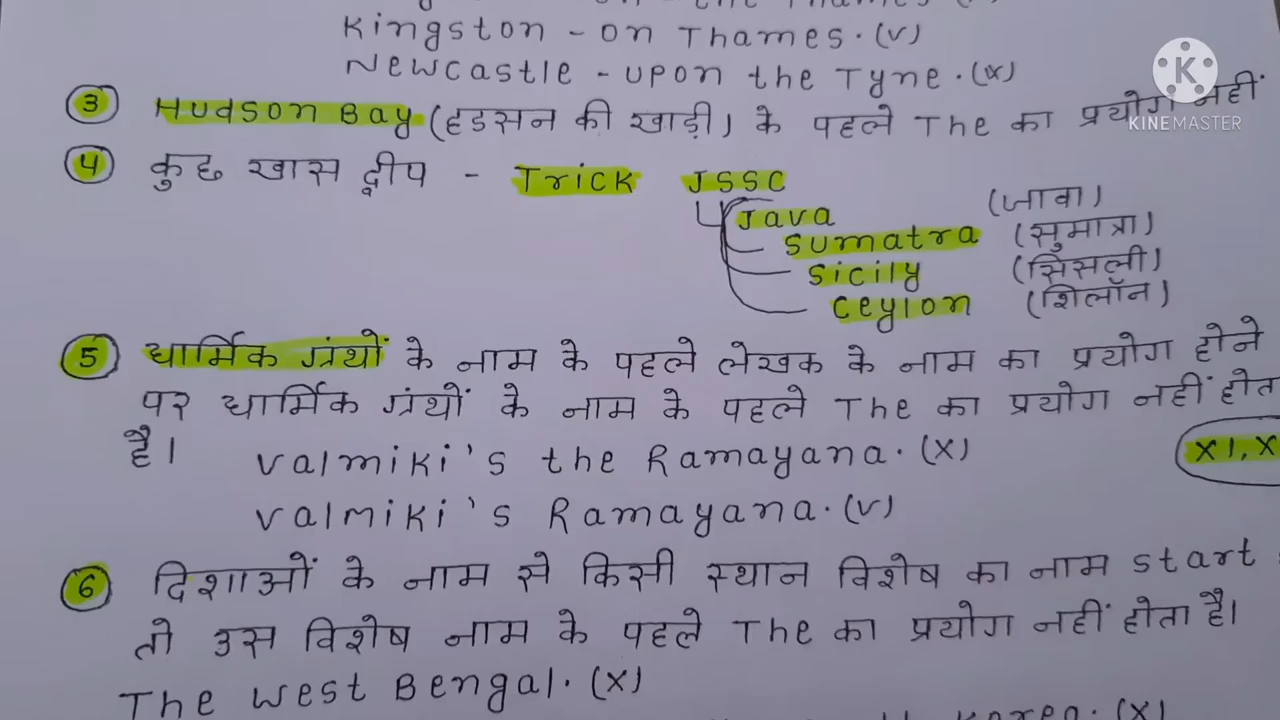 Kingston - on Thames. (v)
Newcastle - upon the Tyne. (x)
3 Hudson Bay (हडसन की खाड़ी) के पहले The का प्रयोग नहीं
K
KINEMASTER
4 कुछ खास द्वीप - Trick JSSC
Java (जावा)
Sumatra (सुमात्रा)
Sicily (सिसली)
Ceylon (शिलॉन)
5 धार्मिक ग्रंथों के नाम के पहले लेखक के नाम का प्रयोग होने
पर धार्मिक ग्रंथों के नाम के पहले The का प्रयोग नहीं होता
है।
Valmiki's the Ramayana. (x)
x1, x
Valmiki's Ramayana. (v)
6 दिशाओं के नाम से किसी स्थान विशेष का नाम start
तो उस विशेष नाम के पहले The का प्रयोग नहीं होता है।
The West Bengal. (x)
Korea. (x)